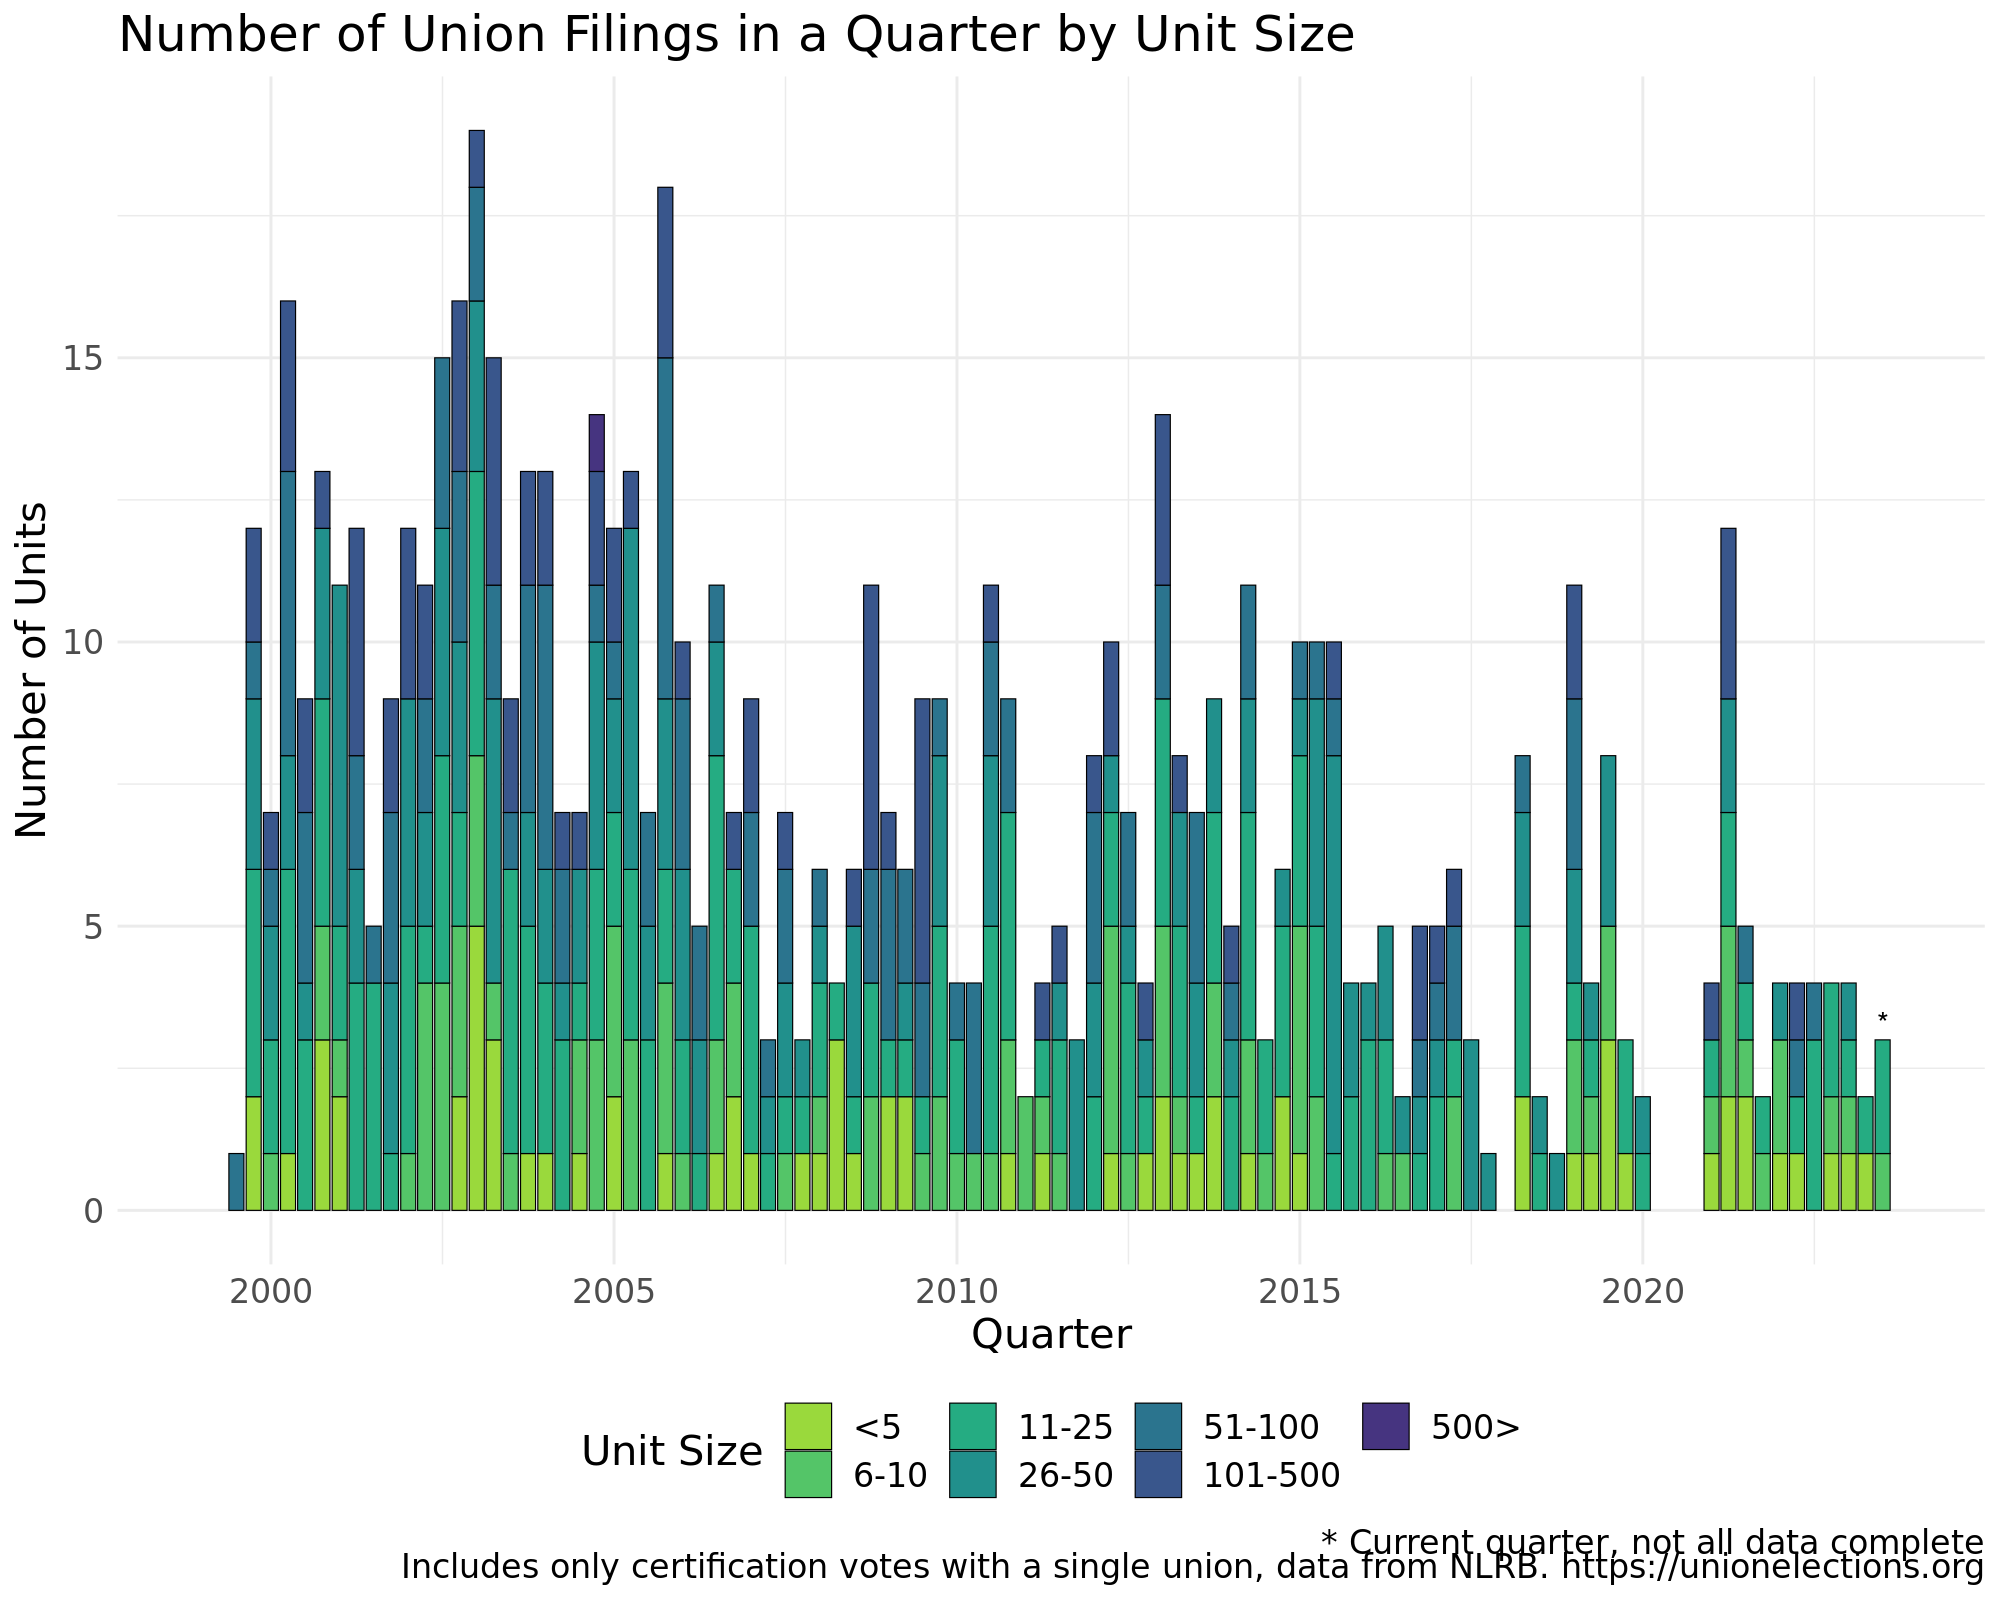 Number of Union Filings in a Quarter by Unit Size
Number of Units
15
10
5
0
*
2000 2005 2010 2015 2020
Quarter
Unit Size
<5 11-25 51-100 500>
6-10 26-50 101-500
* Current quarter, not all data complete
Includes only certification votes with a single union, data from NLRB. https://unionelections.org